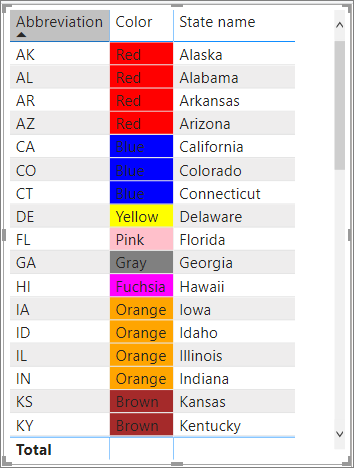 Abbreviation Color State name
AK Red Alaska
AL Red Alabama
AR Red Arkansas
AZ Red Arizona
CA Blue California
CO Blue Colorado
CT Blue Connecticut
DE Yellow Delaware
FL Pink Florida
GA Gray Georgia
HI Fuchsia Hawaii
IA Orange Iowa
ID Orange Idaho
IL Orange Illinois
IN Orange Indiana
KS Brown Kansas
KY Brown Kentucky
Total